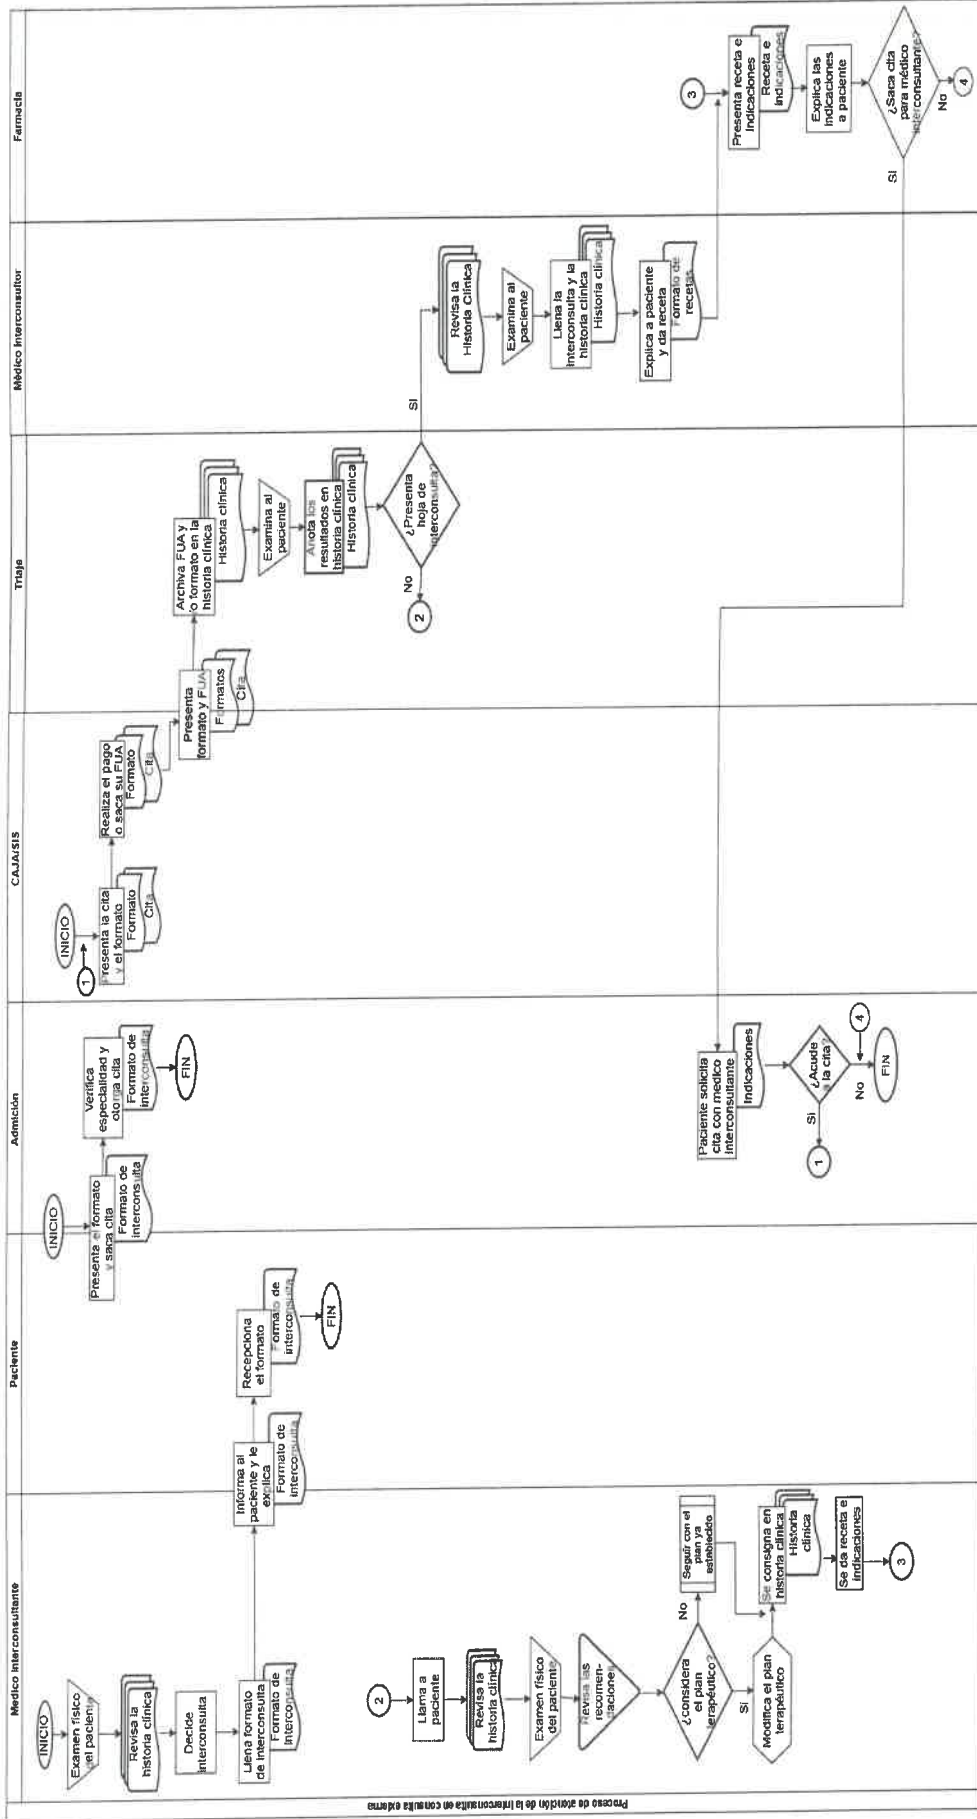 Proceso de atención de la interconsulta en consulta externa
Medico Interconsultante
Paciente
Admición
CAJA/SIS
Triaje
Médico Interconsultor
Farmacia
INICIO
Examen físico
del paciente
Revisa la
historia clínica
Decide
interconsulta
Llena formato
de interconsulta
Formato de
interconsulta
Informa al
paciente y le
explica
Formato de
interconsulta
Recepciona
el formato
Formato de
interconsulta
FIN
INICIO
Presenta el formato
y saca cita
Formato de
interconsulta
Verifica
especialidad y
otorga cita
Formato de
interconsulta
FIN
INICIO
1
Presenta la cita
y el formato
Formato
Cita
Realiza el pago
o saca su FUA
Formato
Cita
Presenta
formato y FUA
Formatos
Cita
Archiva FUA y
/o formato en la
historia clínica
Historia clínica
Examina al
paciente
Anota los
resultados en
historia clínica
Historia clínica
¿Presenta
hoja de
interconsulta?
No
2
SI
Revisa la
Historia Clínica
Examina al
paciente
Llena la
interconsulta y la
historia clínica
Historia clínica
Explica a paciente
y da receta
Formato de
recetas
3
Presenta receta e
Indicaciones
Receta e
indicaciones
Explica las
indicaciones
a paciente
¿Saca cita
para médico
interconsultante?
SI
No
4
2
Llama a
paciente
Revisa la
historia clínica
Examen físico
del paciente
Revisa las
recomen-
daciones
¿considera
el plan
terapéutico?
No
Seguir con el
plan ya
establecido
Si
Modifica el plan
terapéutico
Se consigna en
historia clínica
Historia
clínica
Se da receta e
indicaciones
3
Paciente solicita
cita con medico
interconsultante
Indicaciones
¿Acude
a la cita?
Si
1
No
4
FIN